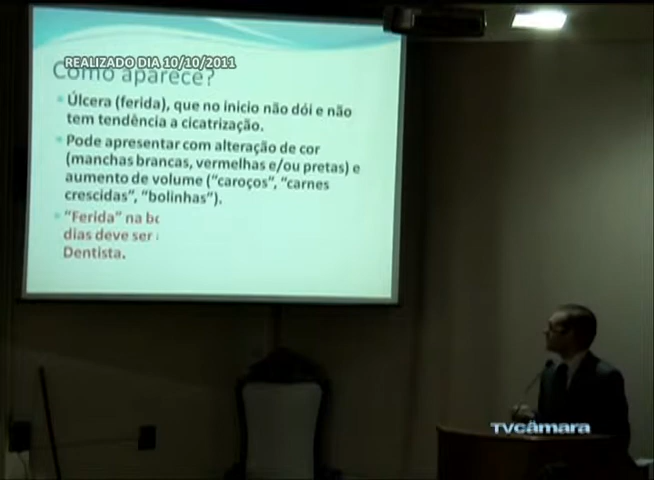 REALIZADO DIA 10/10/2011
Como aparece?
Úlcera (ferida), que no inicio não dói e não
tem tendência a cicatrização.
Pode apresentar com alteração de cor
(manchas brancas, vermelhas e/ou pretas) e
aumento de volume ("caroços", "carnes
crescidas", "bolinhas").
"Ferida" na bo
dias deve ser
Dentista.
TVcâmara